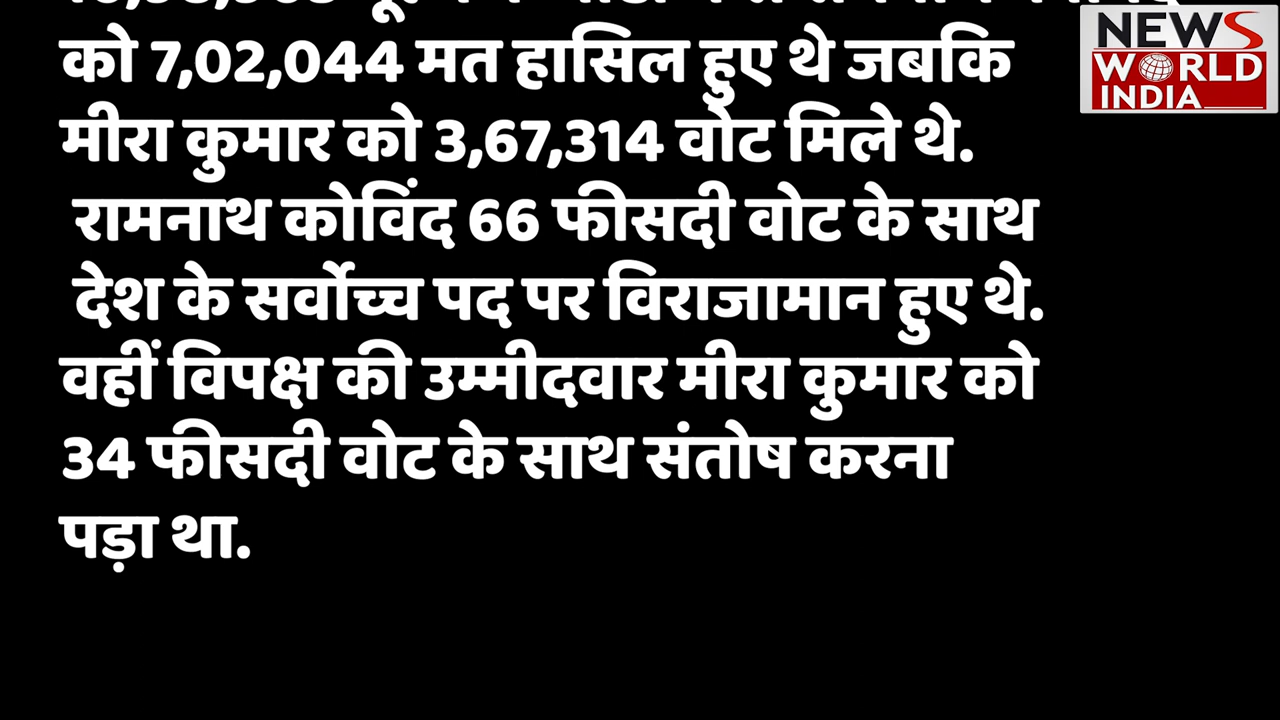 को 7,02,044 मत हासिल हुए थे जबकि
मीरा कुमार को 3,67,314 वोट मिले थे.
रामनाथ कोविंद 66 फीसदी वोट के साथ
देश के सर्वोच्च पद पर विराजामान हुए थे.
वहीं विपक्ष की उम्मीदवार मीरा कुमार को
34 फीसदी वोट के साथ संतोष करना
पड़ा था.
NEWS
WORLD
INDIA